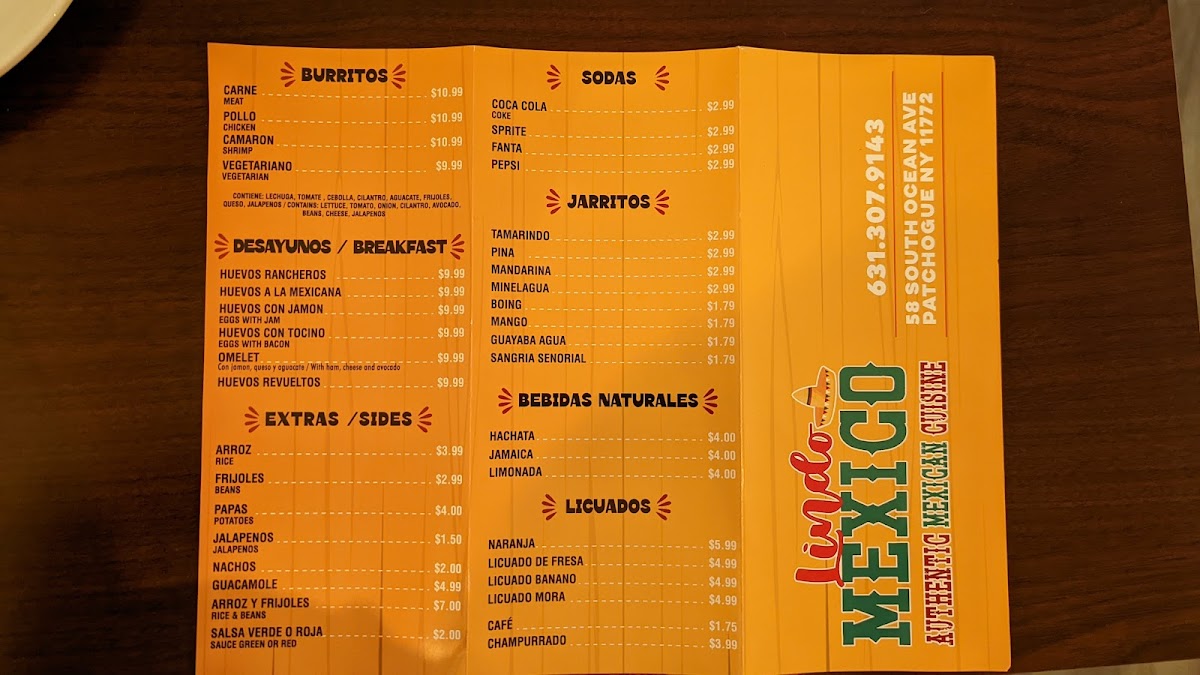 BURRITOS
CARNE $10.99
MEAT
POLLO $10.99
CHICKEN
CAMARON $10.99
SHRIMP
VEGETARIANO $9.99
VEGETARIAN
CONTIENE: LECHUGA, TOMATE , CEBOLLA, CILANTRO, AGUACATE, FRIJOLES,
QUESO, JALAPENOS / CONTAINS: LETTUCE, TOMATO, ONION, CILANTRO, AVOCADO,
BEANS, CHEESE, JALAPENOS
DESAYUNOS / BREAKFAST
HUEVOS RANCHEROS $9.99
HUEVOS A LA MEXICANA $9.99
HUEVOS CON JAMON $9.99
EGGS WITH JAM
HUEVOS CON TOCINO $9.99
EGGS WITH BACON
OMELET $9.99
Con jamon, queso y aguocate / With ham, cheese and avocado
HUEVOS REVUELTOS $9.99
EXTRAS /SIDES
ARROZ $3.99
RICE
FRIJOLES $2.99
BEANS
PAPAS $4.00
POTATOES
JALAPENOS $1.50
JALAPENOS
NACHOS $2.00
GUACAMOLE $4.99
ARROZ Y FRIJOLES $7.00
RICE & BEANS
SALSA VERDE O ROJA $2.00
SAUCE GREEN OR RED
SODAS
COCA COLA $2.99
COKE
SPRITE $2.99
FANTA $2.99
PEPSI $2.99
JARRITOS
TAMARINDO $2.99
PINA $2.99
MANDARINA $2.99
MINELAGUA $2.99
BOING $1.79
MANGO $1.79
GUAYABA AGUA $1.79
SANGRIA SENORIAL $1.79
BEBIDAS NATURALES
HACHATA $4.00
JAMAICA $4.00
LIMONADA $4.00
LICUADOS
NARANJA $5.99
LICUADO DE FRESA $4.99
LICUADO BANANO $4.99
LICUADO MORA $4.99
CAFÉ $1.75
CHAMPURRADO $3.99
Lindo
MEXICO
AUTHENTIC MEXICAN CUISINE
631.307.9143
58 SOUTH OCEAN AVE
PATCHOGUE NY 11772